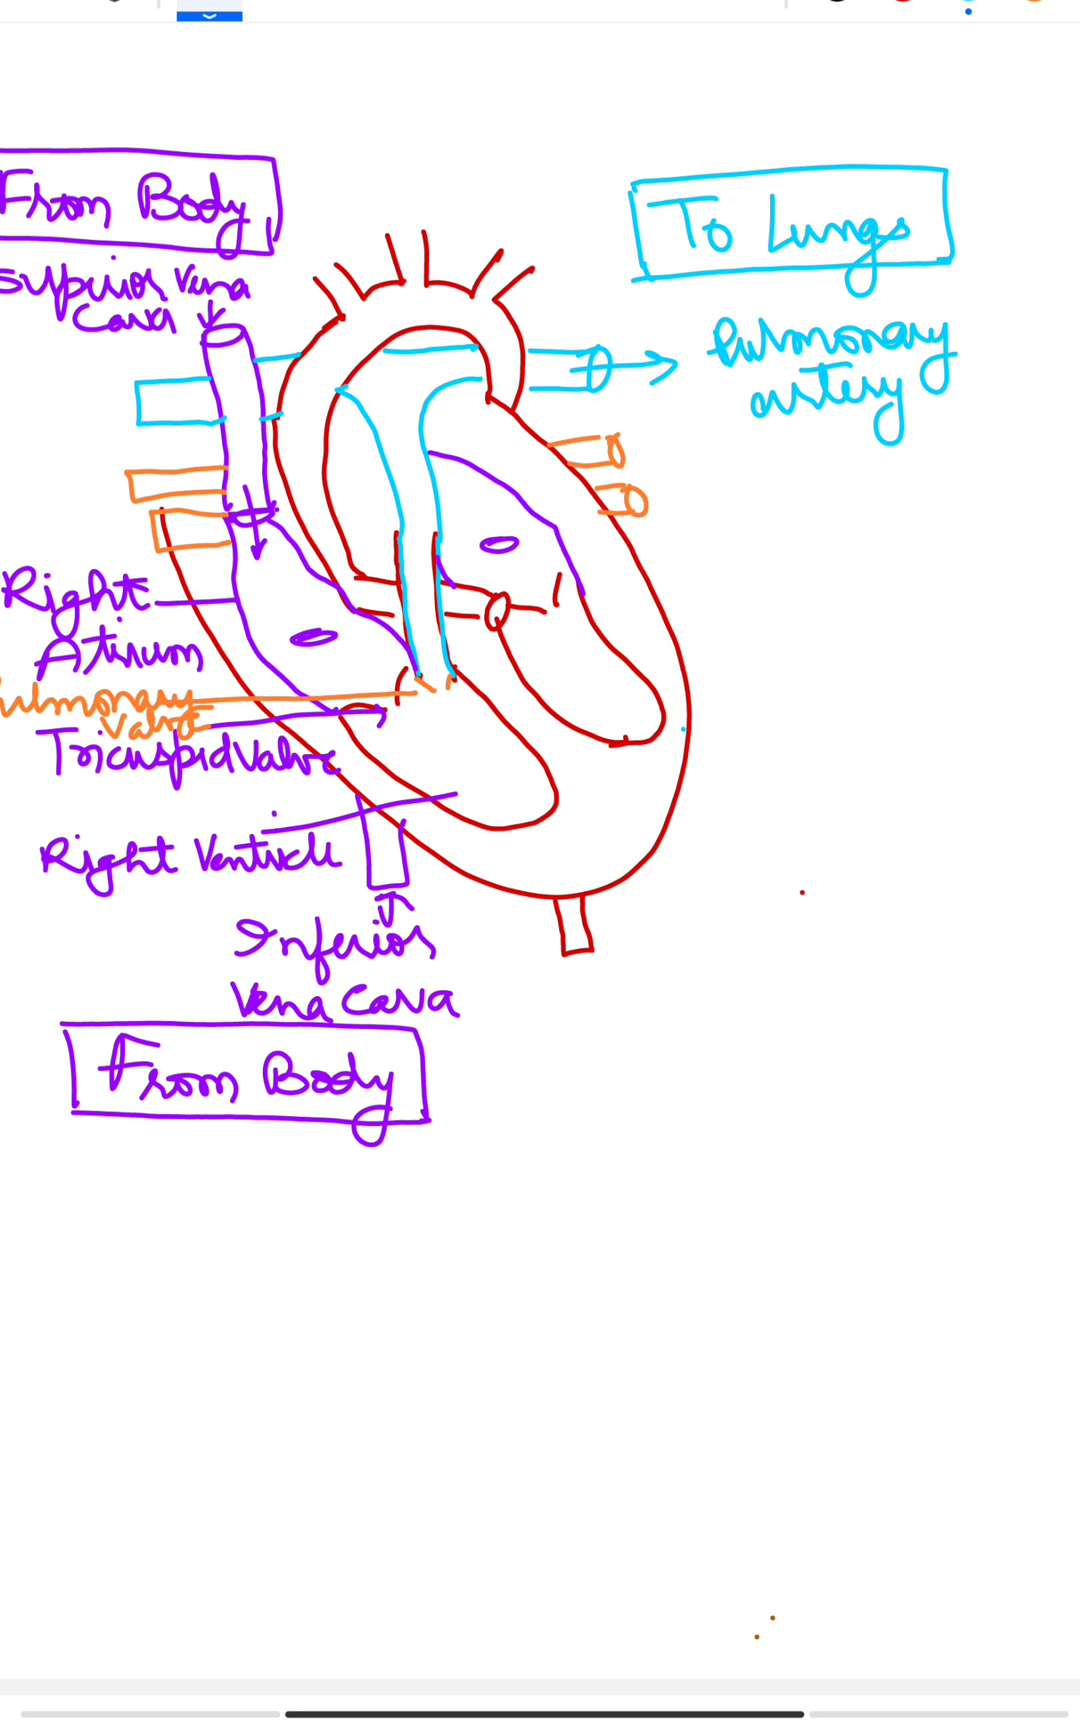 From Body
Superior Vena
Cava
To Lungs
Pulmonary
artery
Right
Atirum
Pulmonary
Valve
Tricuspid Valve
Right Ventricle
Inferior
Vena Cava
From Body